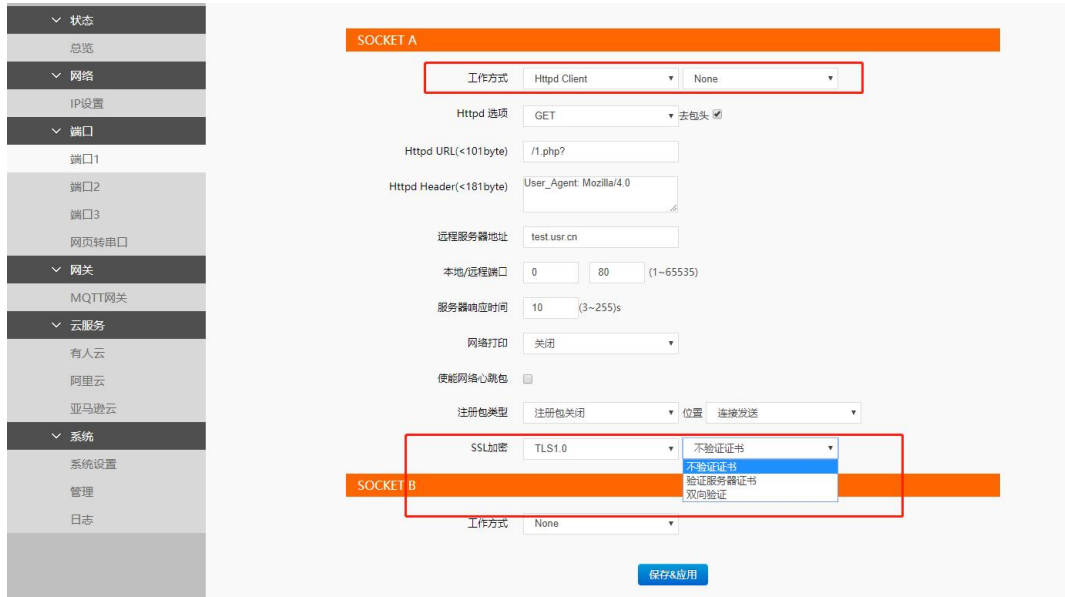 状态
总览
网络
IP设置
端口
端口1
端口2
端口3
网页转串口
网关
MQTT网关
云服务
有人云
阿里云
亚马逊云
系统
系统设置
管理
日志
SOCKET A
工作方式 Httpd Client None
Httpd 选项 GET 去包头
Httpd URL(<101byte) /1.php?
Httpd Header(<181byte) User_Agent: Mozilla/4.0
远程服务器地址 test.usr.cn
本地/远程端口 0 80 (1~65535)
服务器响应时间 10 (3~255)s
网络打印 关闭
使能网络心跳包
注册包类型 注册包关闭 位置 连接发送
SSL加密 TLS1.0 不验证证书
不验证证书
验证服务器证书
双向验证
SOCKET B
工作方式 None
保存&应用